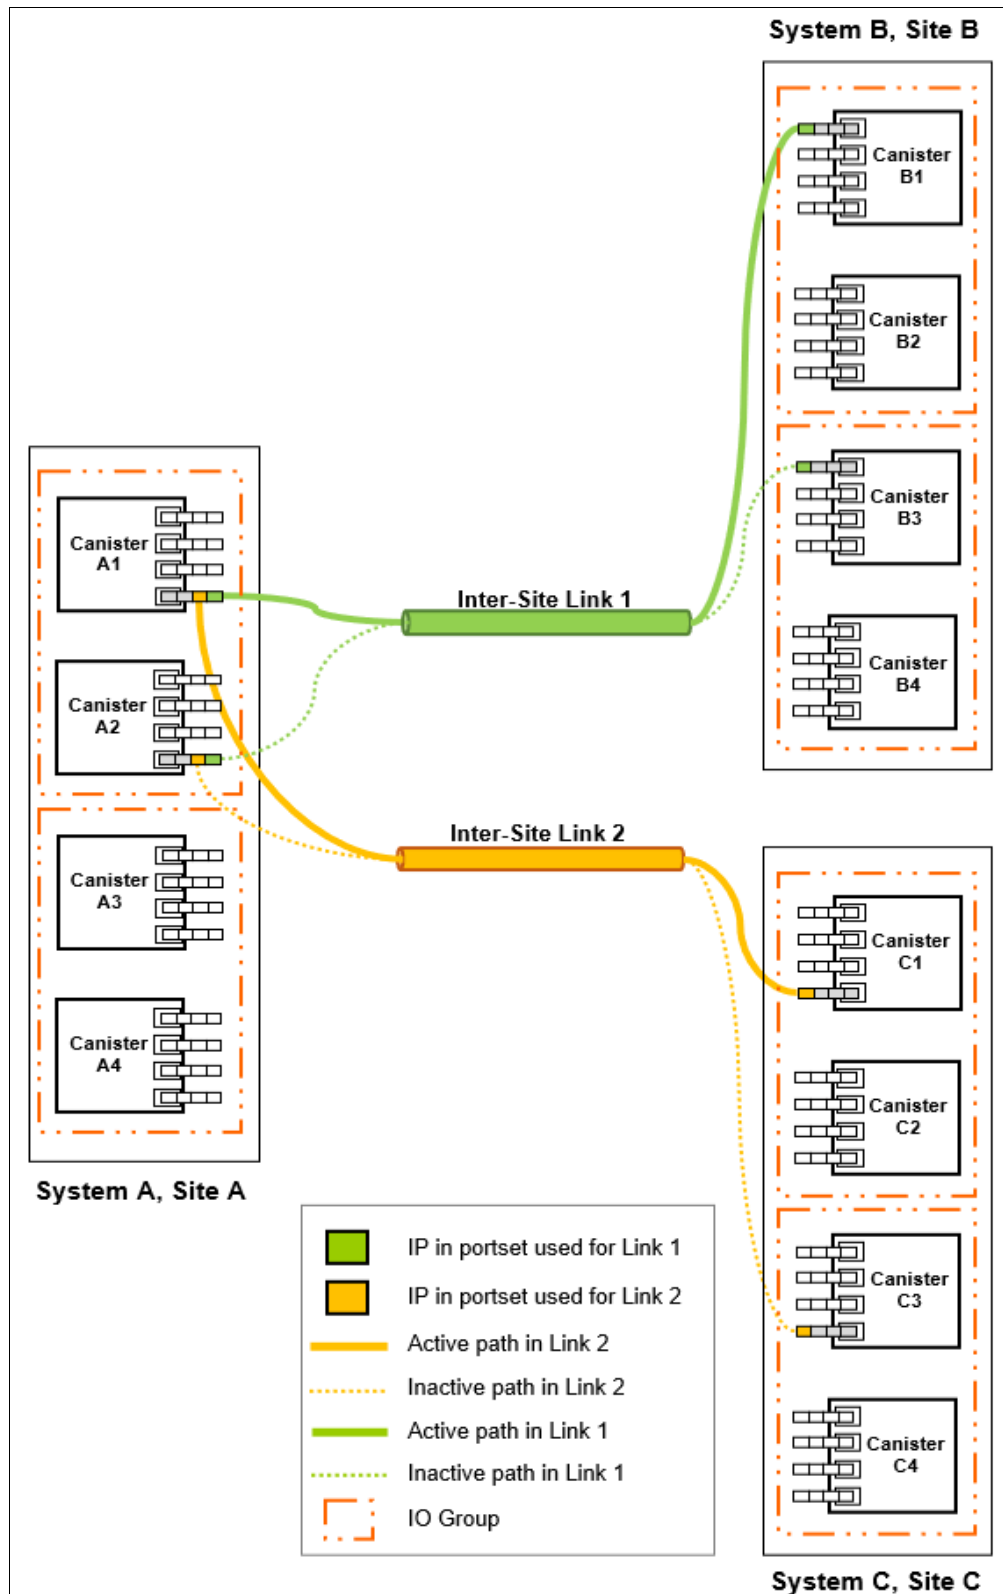 System B, Site B
Canister
B1
Canister
B2
Canister
B3
Canister
B4
Canister
A1
Canister
A2
Canister
A3
Canister
A4
System A, Site A
Inter-Site Link 1
Inter-Site Link 2
Canister
C1
Canister
C2
Canister
C3
Canister
C4
System C, Site C
IP in portset used for Link 1
IP in portset used for Link 2
Active path in Link 2
Inactive path in Link 2
Active path in Link 1
Inactive path in Link 1
IO Group